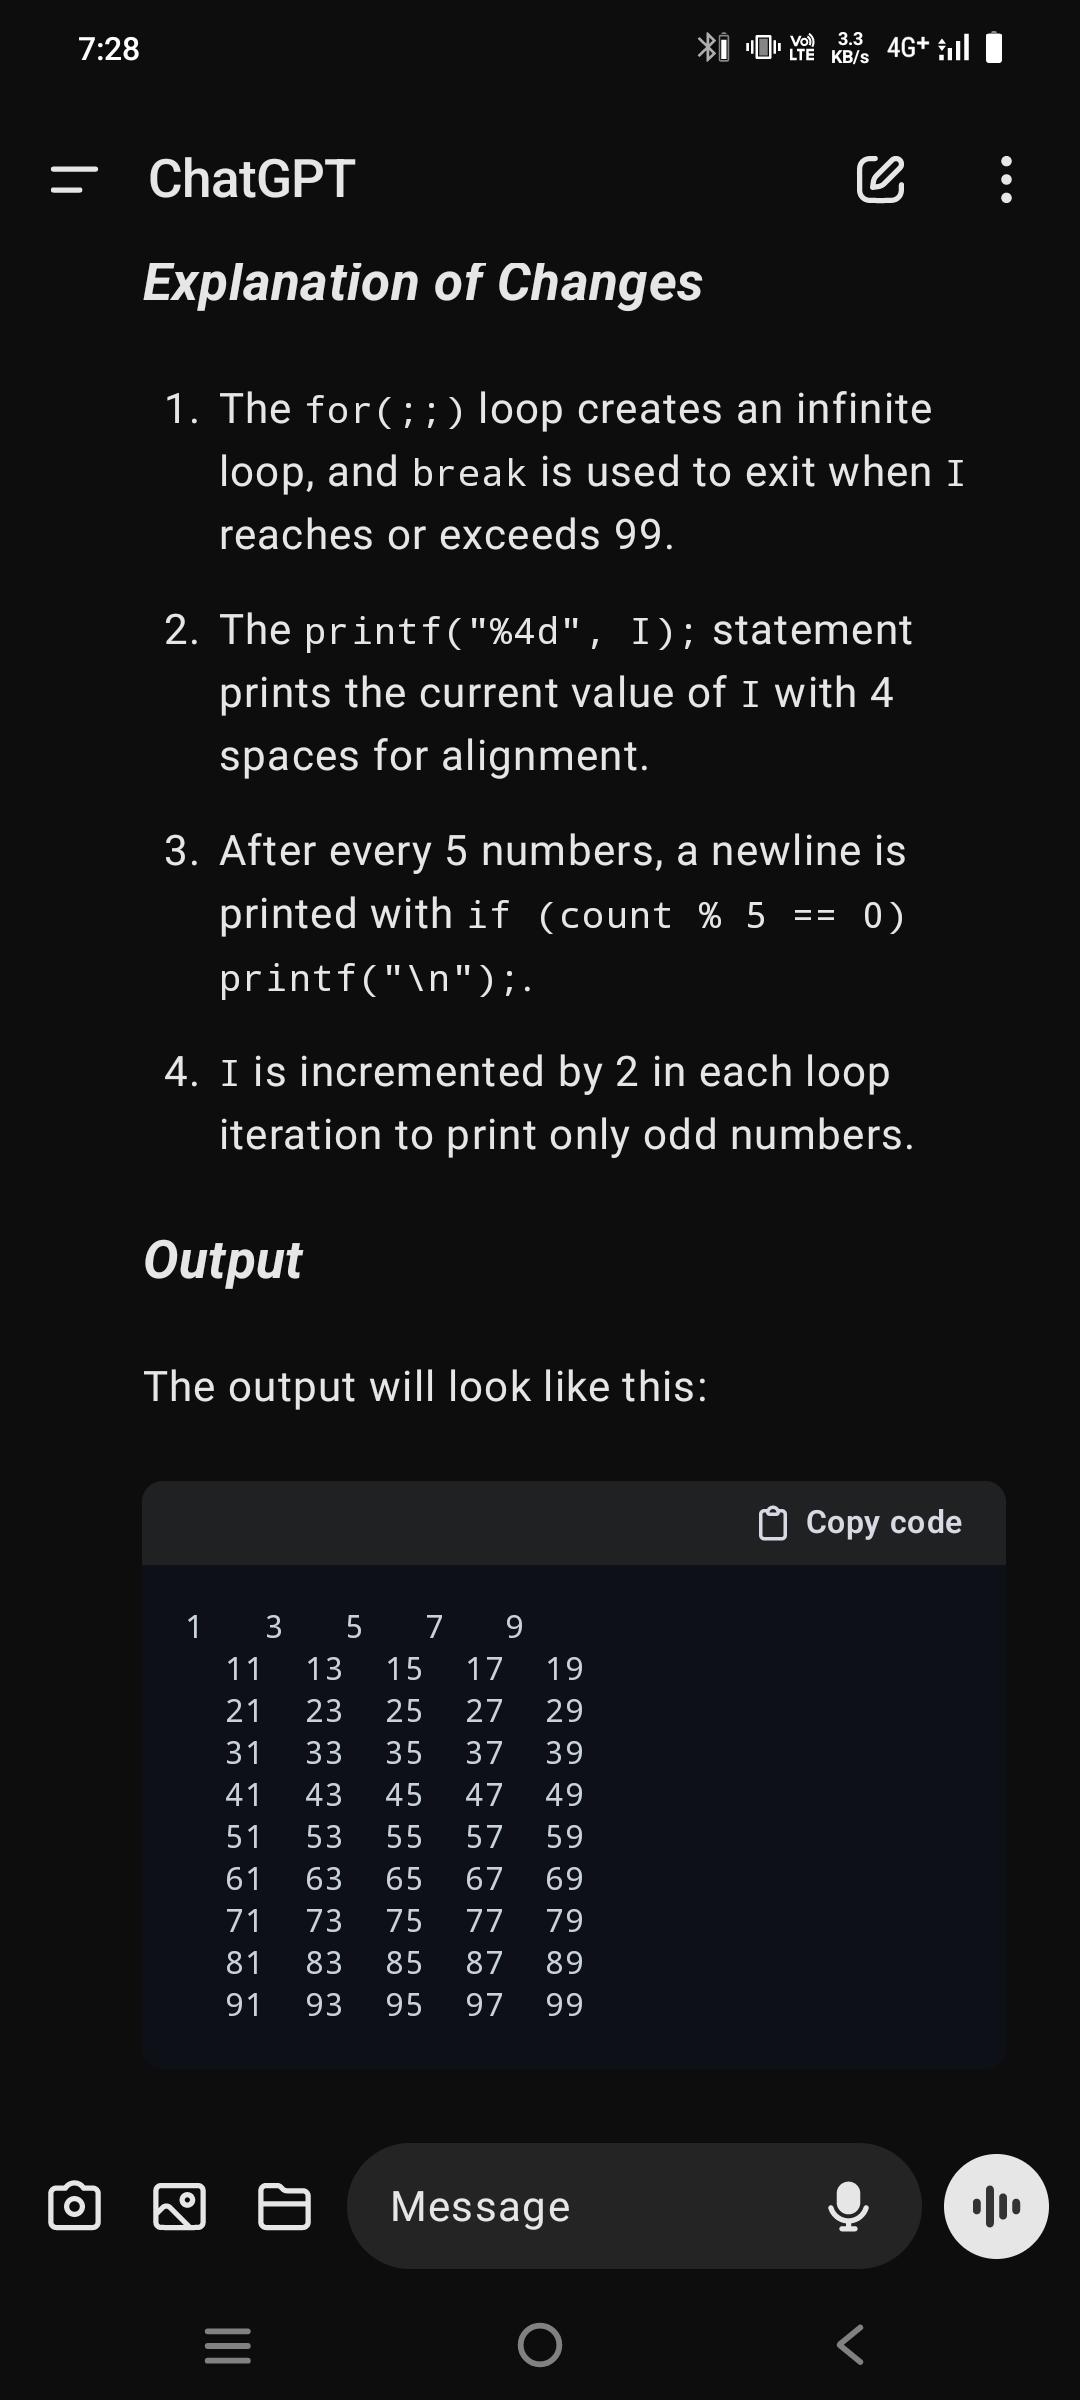 7:28
Vo)) LTE 3.3 KB/s 4G+
ChatGPT
Explanation of Changes
1. The for(;;) loop creates an infinite
loop, and break is used to exit when I
reaches or exceeds 99.
2. The printf("%4d", I); statement
prints the current value of I with 4
spaces for alignment.
3. After every 5 numbers, a newline is
printed with if (count % 5 == 0)
printf("\n");.
4. I is incremented by 2 in each loop
iteration to print only odd numbers.
Output
The output will look like this:
Copy code
1 3 5 7 9
11 13 15 17 19
21 23 25 27 29
31 33 35 37 39
41 43 45 47 49
51 53 55 57 59
61 63 65 67 69
71 73 75 77 79
81 83 85 87 89
91 93 95 97 99
Message